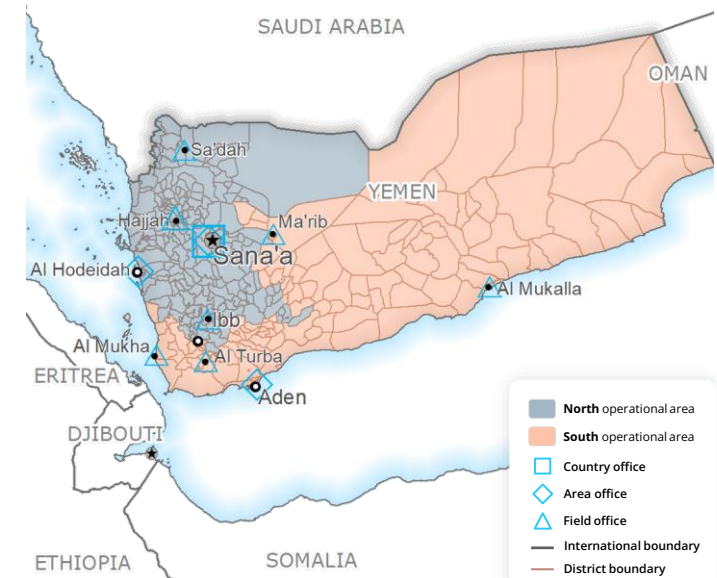 SAUDI ARABIA
OMAN
Sa'dah
YEMEN
Hajjah
Ma'rib
Sana'a
Al Hodeidah
Al Mukalla
Ibb
Al Mukha
Al Turba
ERITREA
Aden
DJIBOUTI
ETHIOPIA
SOMALIA
North operational area
South operational area
Country office
Area office
Field office
International boundary
District boundary